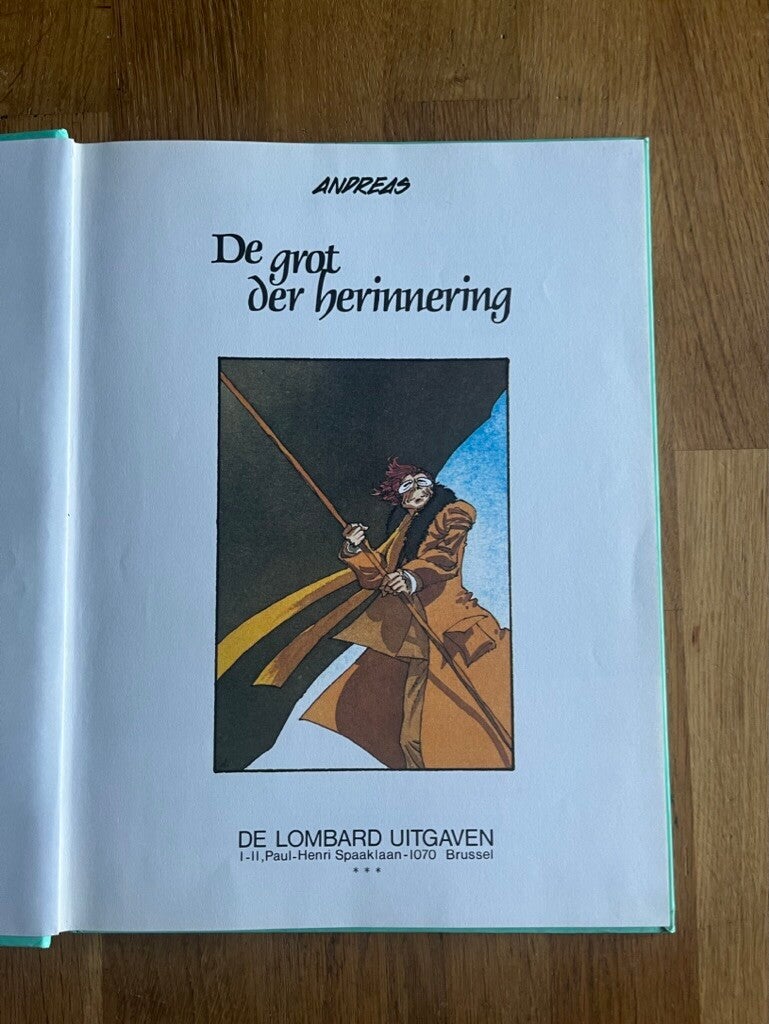 ANDREAS
De grot
der herinnering
DE LOMBARD UITGAVEN
1-11, Paul-Henri Spaaklaan-1070 Brussel
***